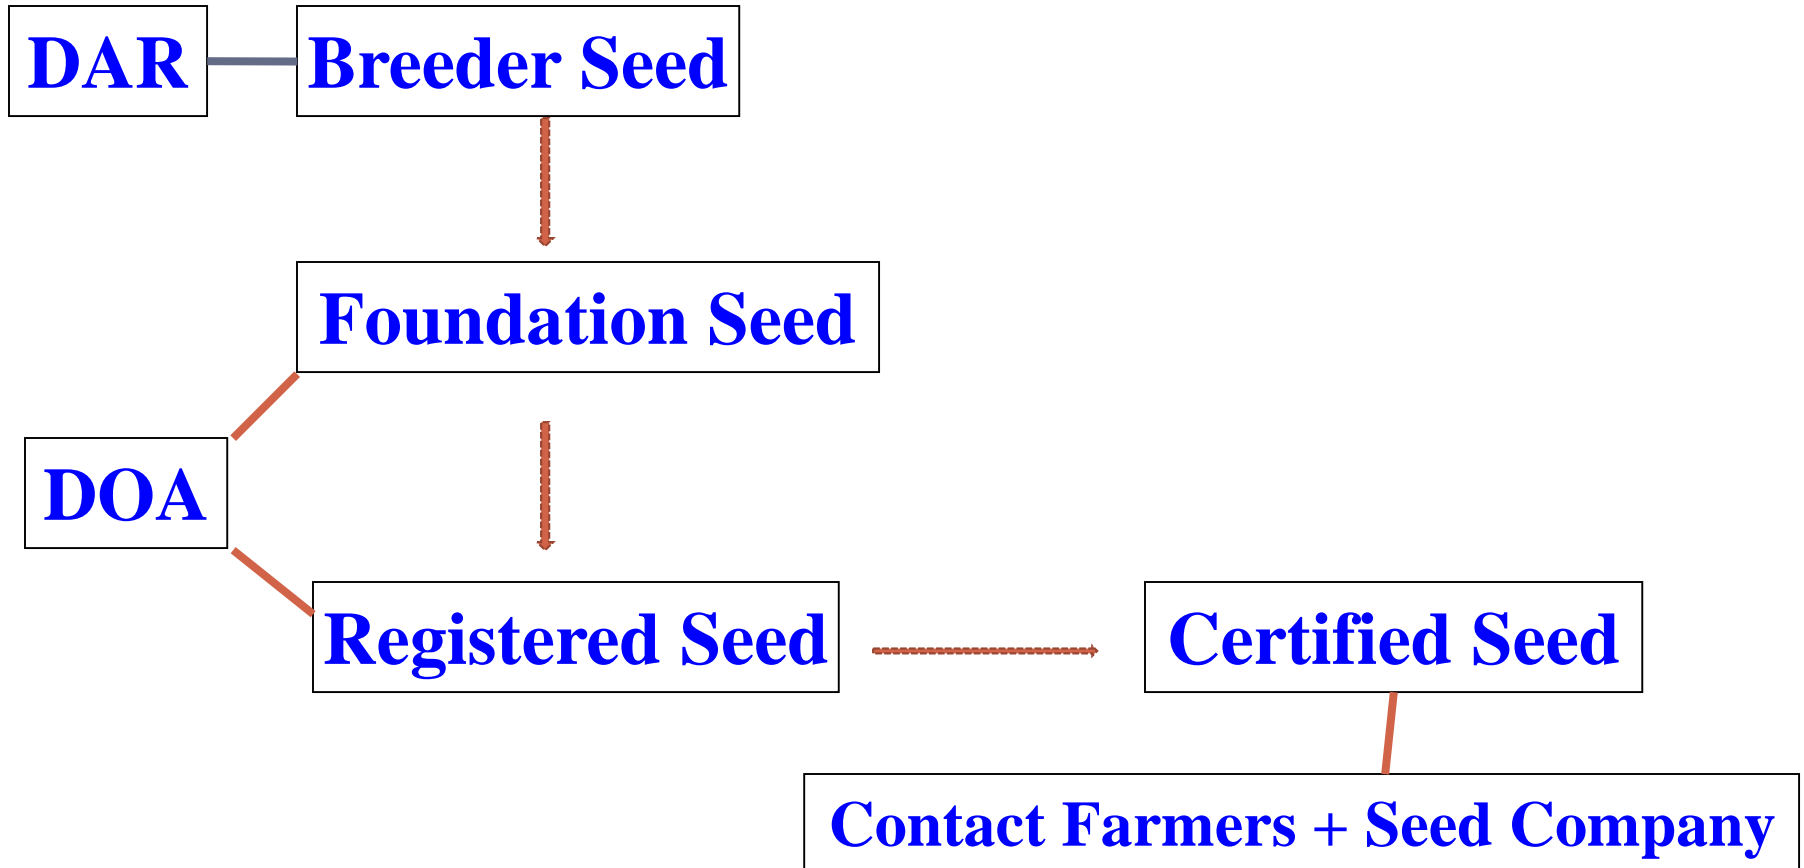 DAR
Breeder Seed
Foundation Seed
DOA
Registered Seed
Certified Seed
Contact Farmers + Seed Company